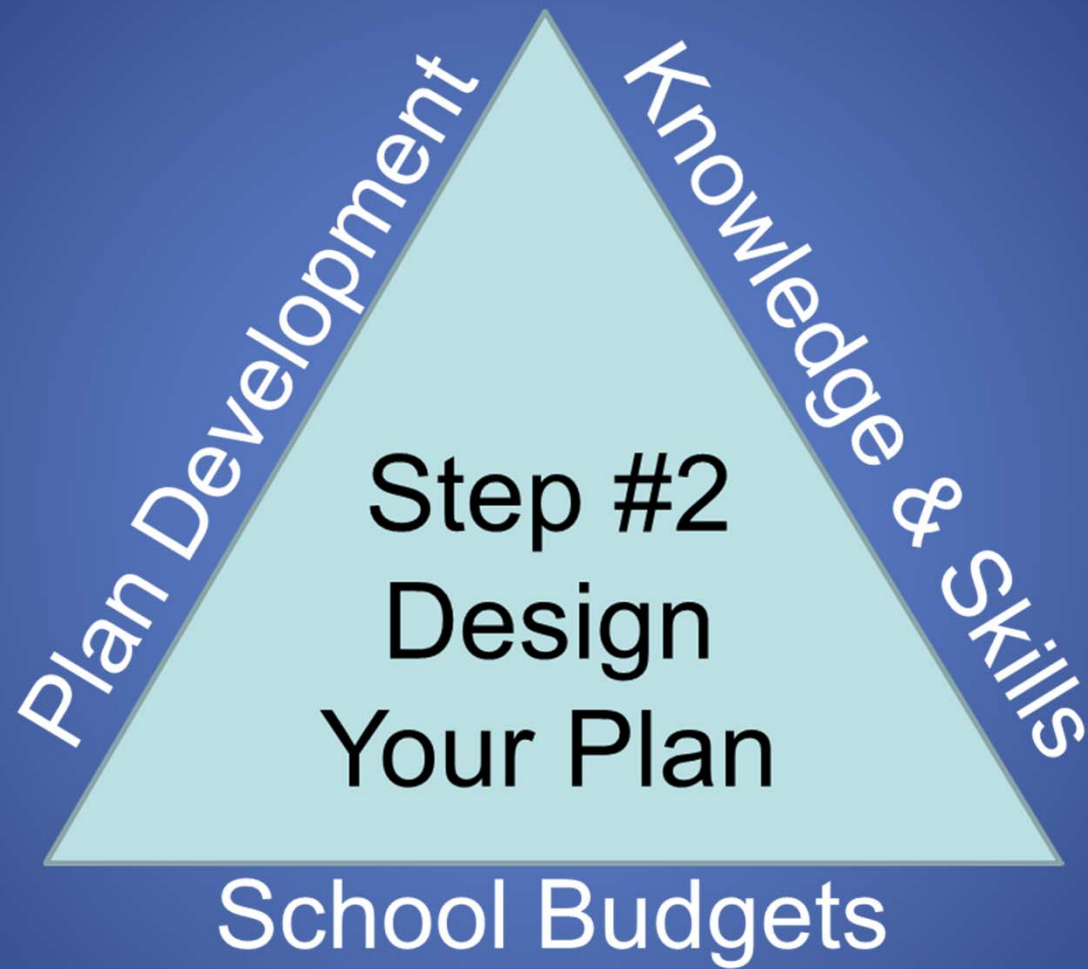 Plan Development
Knowledge & Skills
Step #2
Design
Your Plan
School Budgets